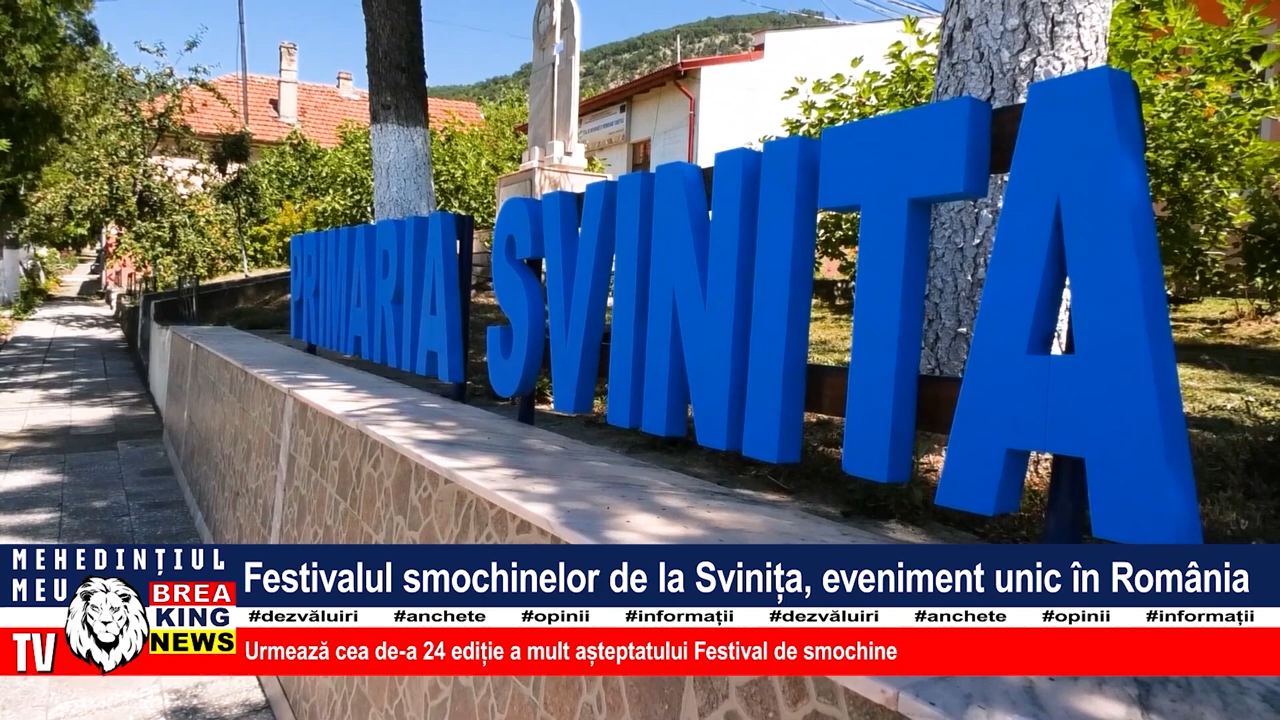 PRIMARIA SVINITA
MEHEDINȚIUL
MEU
TV
BREA
KING
NEWS
Festivalul smochinelor de la Svinița, eveniment unic în România
#dezvăluiri #anchete #opinii #informații #dezvăluiri #anchete #opinii #informații
Urmează cea de-a 24 ediție a mult așteptatului Festival de smochine